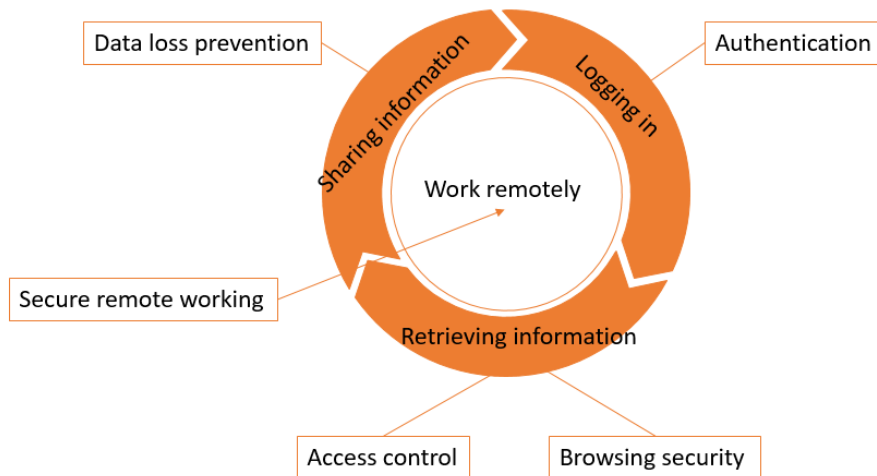 Data loss prevention
Authentication
Sharing information
Logging in
Work remotely
Secure remote working
Retrieving information
Access control
Browsing security